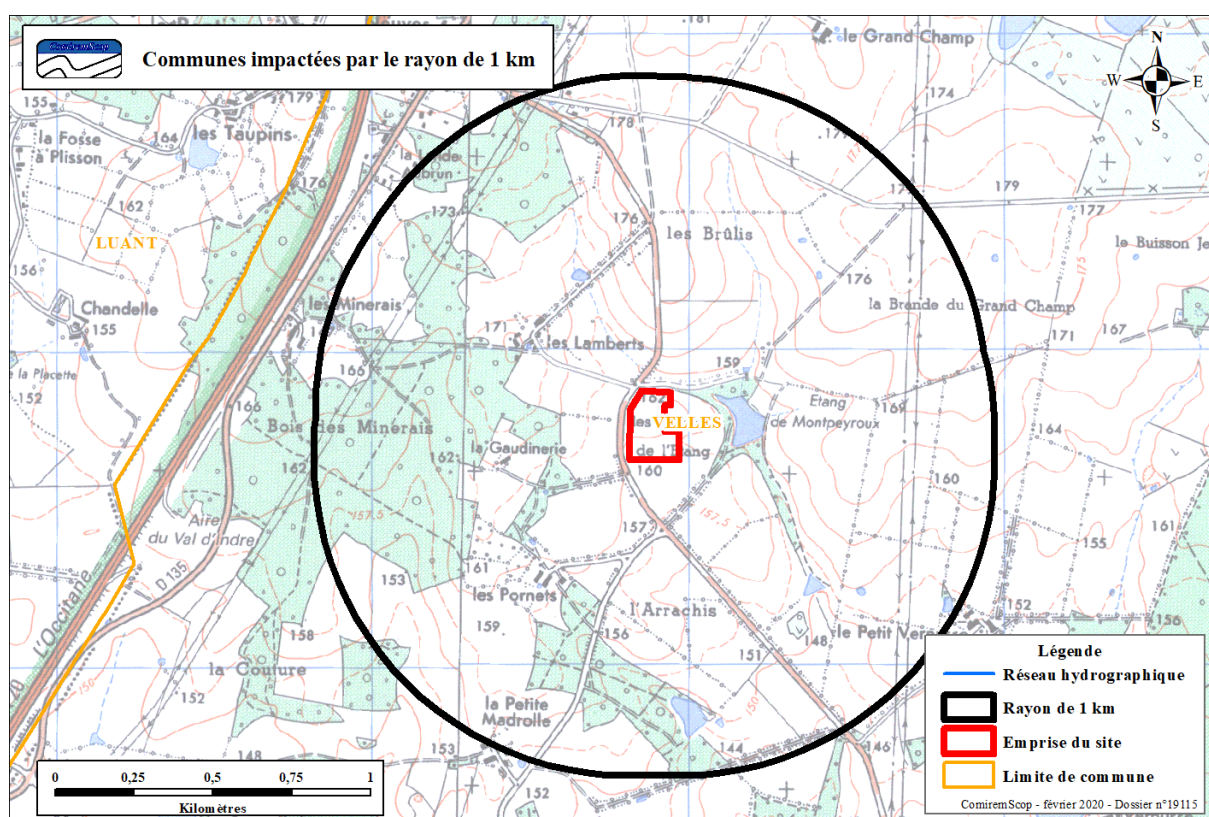 ComiremScop
Communes impactées par le rayon de 1 km
N
W
E
S
181
le Grand Champ
155
179
164
la Fosse
à Plisson
les Taupins
178
174
176
162
173
176
179
177
LUANT
les Brûlis
le Buisson
156
176
Chandelle
155
les Minerais
la Brande du Grand Champ
171
167
171
les Lamberts
la Placette
166
159
152
162
Etang
de Montpeyroux
169
166
VELLES
les
de l'Etang
Bois les Minerais
la Gaudinerie
164
162
162
160
160
157.5
157
157.5
161
Aire
du Val d'Indre
155
D 135
153
161
les Pornets
L'Occitane
l'Arrachis
152
156
159
156
148
le Petit
158
151
la Couture
152
150
150
la Petite
Madrolle
148
153
144
146
152
Légende
Réseau hydrographique
Rayon de 1 km
Emprise du site
Limite de commune
0
0,25
0,5
0,75
1
Kilomètres
ComiremScop - février 2020 - Dossier n°19115